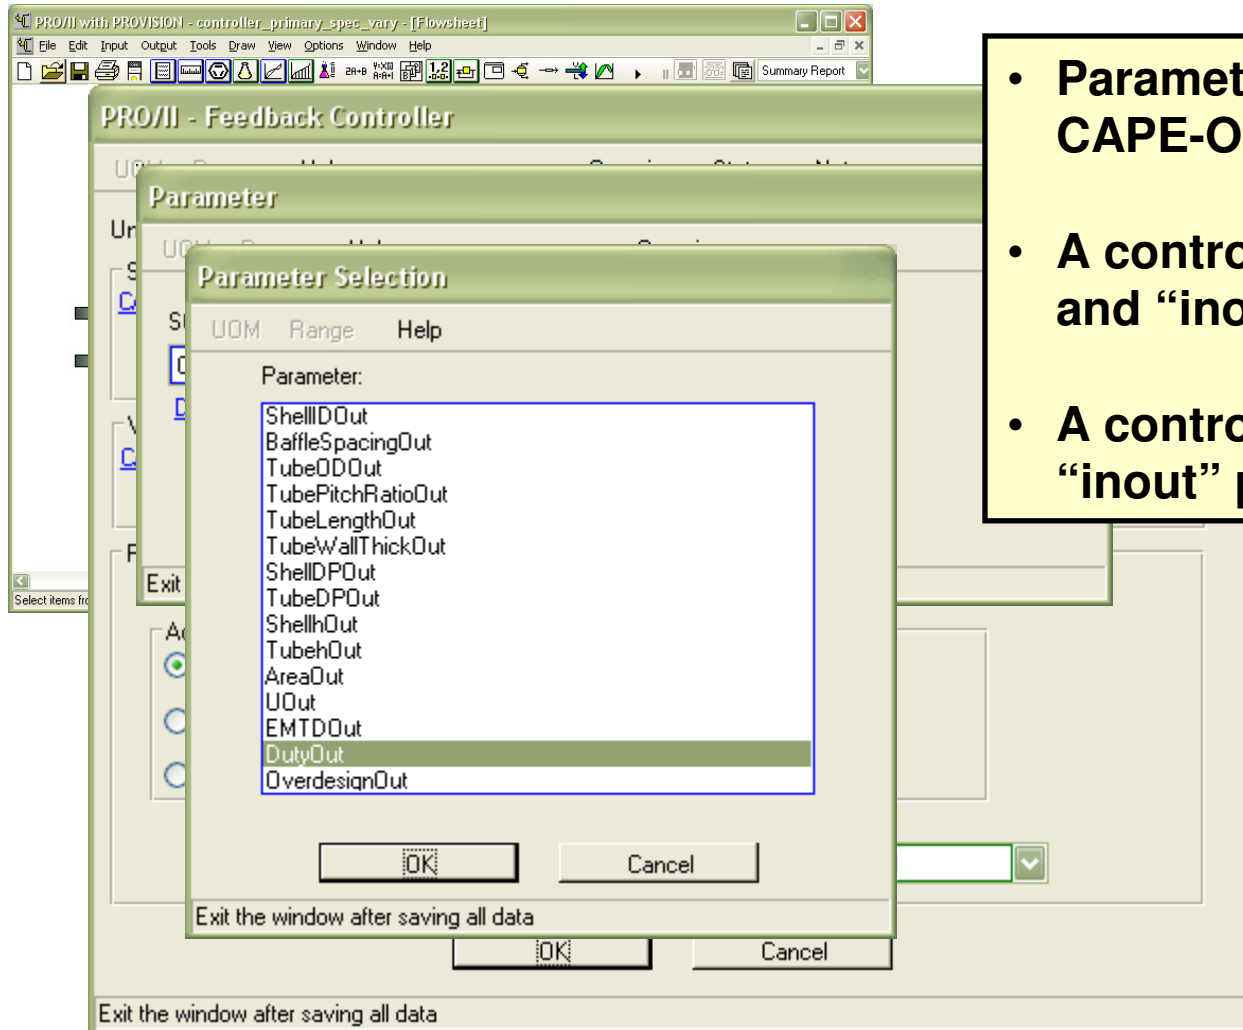 PRO/II with PROVISION - controller_primary_spec_vary - [Flowsheet]
File Edit Input Output Tools Draw View Options Window Help
Summary Report
PRO/II - Feedback Controller
Parameter
Parameter Selection
UOM Range Help
Parameter:
ShellIDOut
BaffleSpacingOut
TubeODOut
TubePitchRatioOut
TubeLengthOut
TubeWallThickOut
ShellDPOut
TubeDPOut
ShellhOut
TubehOut
AreaOut
UOut
EMTDOut
DutyOut
OverdesignOut
OK Cancel
Exit the window after saving all data
Exit
OK Cancel
Exit the window after saving all data
Select items
• Paramet
CAPE-O
• A contro
and “ino
• A contro
“inout” p